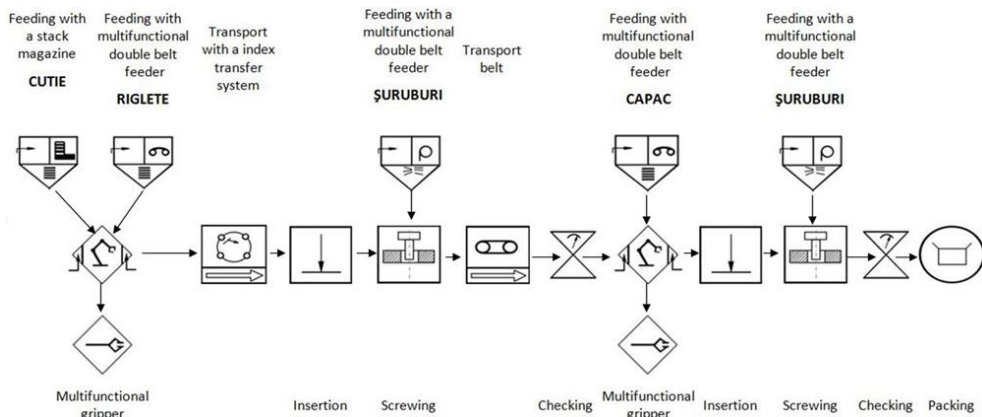 Feeding with
a stack
magazine
CUTIE
Feeding with
multifunctional
double belt
feeder
RIGLETE
Transport
with a index
transfer
system
Feeding with a
multifunctional
double belt
feeder
ŞURUBURI
Transport
belt
Feeding with
multifunctional
double belt
feeder
CAPAC
Feeding with a
multifunctional
double belt
feeder
ŞURUBURI
Multifunctional
gripper
Insertion
Screwing
Checking
Multifunctional
gripper
Insertion
Screwing
Checking
Packing